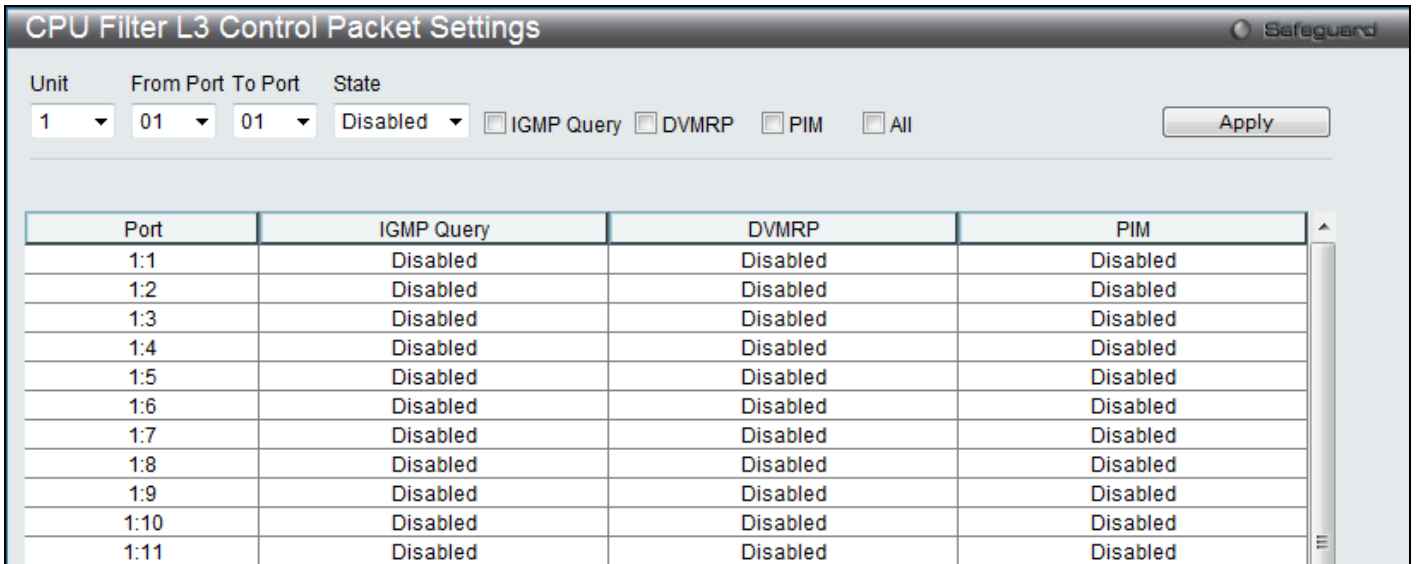 CPU Filter L3 Control Packet Settings Safeguard
Unit From Port To Port State
1 01 01 Disabled IGMP Query DVMRP PIM All Apply
Port IGMP Query DVMRP PIM
1:1 Disabled Disabled Disabled
1:2 Disabled Disabled Disabled
1:3 Disabled Disabled Disabled
1:4 Disabled Disabled Disabled
1:5 Disabled Disabled Disabled
1:6 Disabled Disabled Disabled
1:7 Disabled Disabled Disabled
1:8 Disabled Disabled Disabled
1:9 Disabled Disabled Disabled
1:10 Disabled Disabled Disabled
1:11 Disabled Disabled Disabled